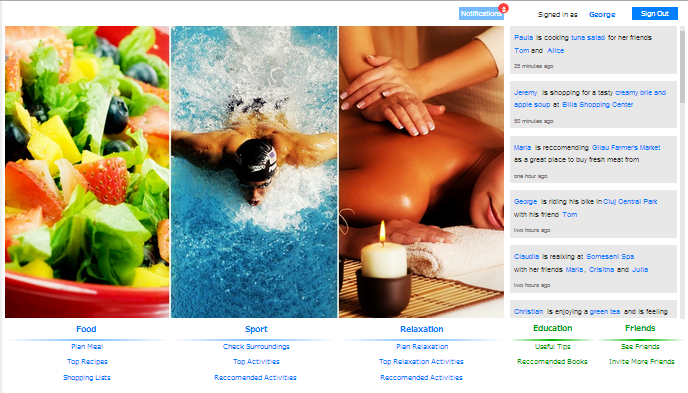 Notifications 3 Signed in as George Sign Out
Paula is cooking tuna salad for her friends
Tom and Alice
35 minutes ago
Jeremy is shopping for a tasty creamy brie and
apple soup at Billa Shopping Center
50 minutes ago
Maria is reccomending Gilau Farmer's Market
as a great place to buy fresh meat from
one hour ago
George is riding his bike in Cluj Central Park
with his friend Tom
two hours ago
Claudia is realxing at Someseni Spa
with her friends Maria, Crisitna and Julia
two hours ago
Christian is enjoying a green tea and is feeling
Food
Plan Meal
Top Recipes
Shopping Lists
Sport
Check Surroundings
Top Activities
Reccomended Activities
Relaxation
Plan Relaxation
Top Relaxation Activities
Reccomended Activities
Education
Useful Tips
Reccomended Books
Friends
See Friends
Invite More Friends